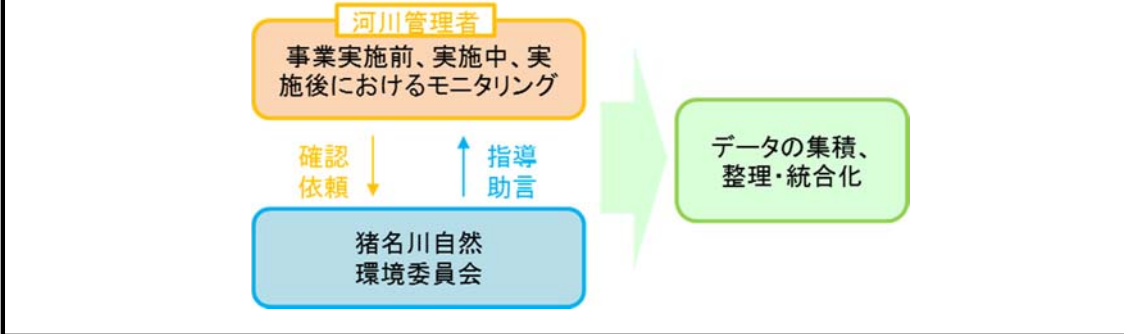 河川管理者
事業実施前、実施中、実
施後におけるモニタリング
確認
依頼
指導
助言
猪名川自然
環境委員会
データの集積、
整理・統合化